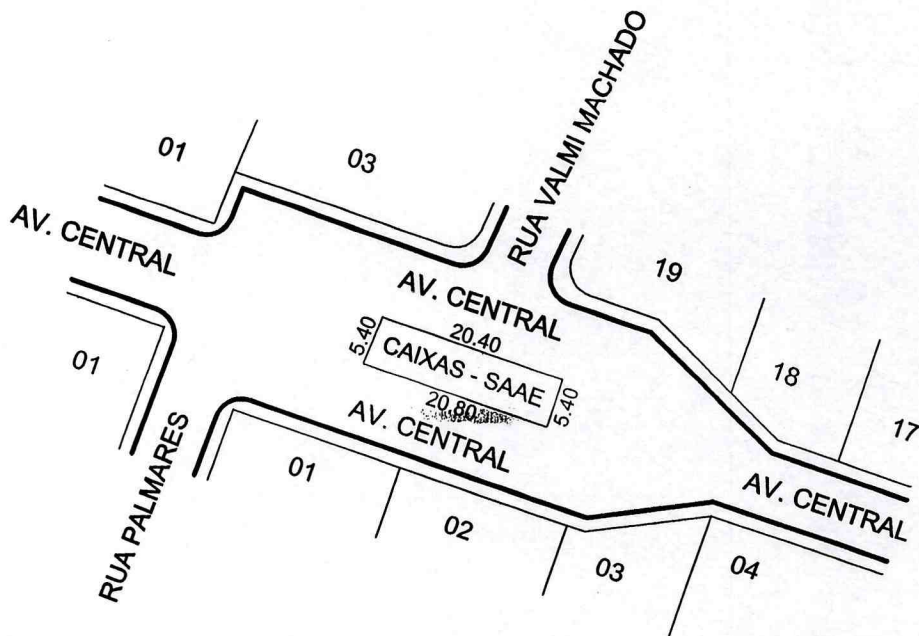 RUA VALMI MACHADO
01
03
AV. CENTRAL
19
AV. CENTRAL
20.40
5.40
CAIXAS - SAAE
5.40
20.80
01
18
AV. CENTRAL
17
RUA PALMARES
01
02
AV. CENTRAL
03
04